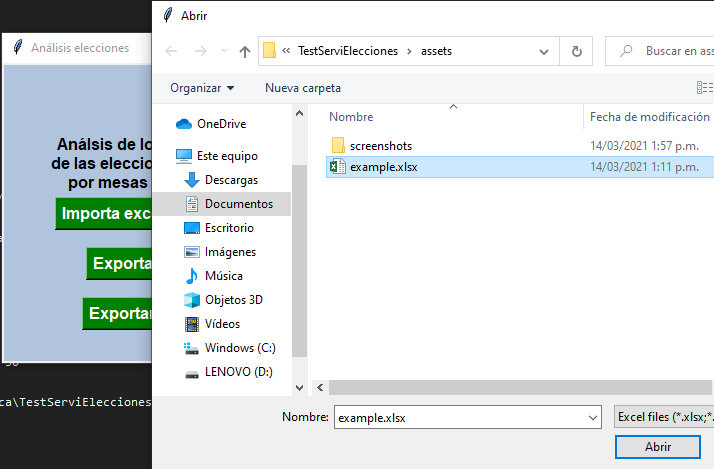 Análisis elecciones
Análsis de lo
de las eleccio
por mesas
Importa exc
Exporta
Exportar
ca\TestServiElecciones
Abrir
« TestServiElecciones › assets
Buscar en ass
Organizar
Nueva carpeta
Nombre
Fecha de modificación
OneDrive
Este equipo
Descargas
Documentos
Escritorio
Imágenes
Música
Objetos 3D
Vídeos
Windows (C:)
LENOVO (D:)
screenshots 14/03/2021 1:57 p.m.
example.xlsx 14/03/2021 1:11 p.m.
Nombre: example.xlsx
Excel files (*.xlsx;*.
Abrir